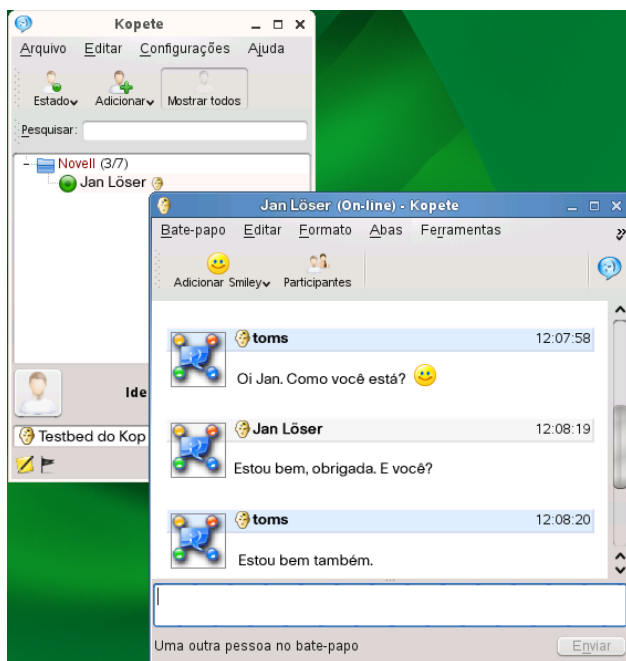 Kopete
Arquivo Editar Configurações Ajuda
Estado Adicionar Mostrar todos
Pesquisar:
Novell (3/7)
Jan Löser
Ide
Testbed do Kop
Jan Löser (On-line) - Kopete
Bate-papo Editar Formato Abas Ferramentas
Adicionar Smiley Participantes
toms 12:07:58
Oi Jan. Como você está?
Jan Löser 12:08:19
Estou bem, obrigada. E você?
toms 12:08:20
Estou bem também.
Uma outra pessoa no bate-papo Enviar